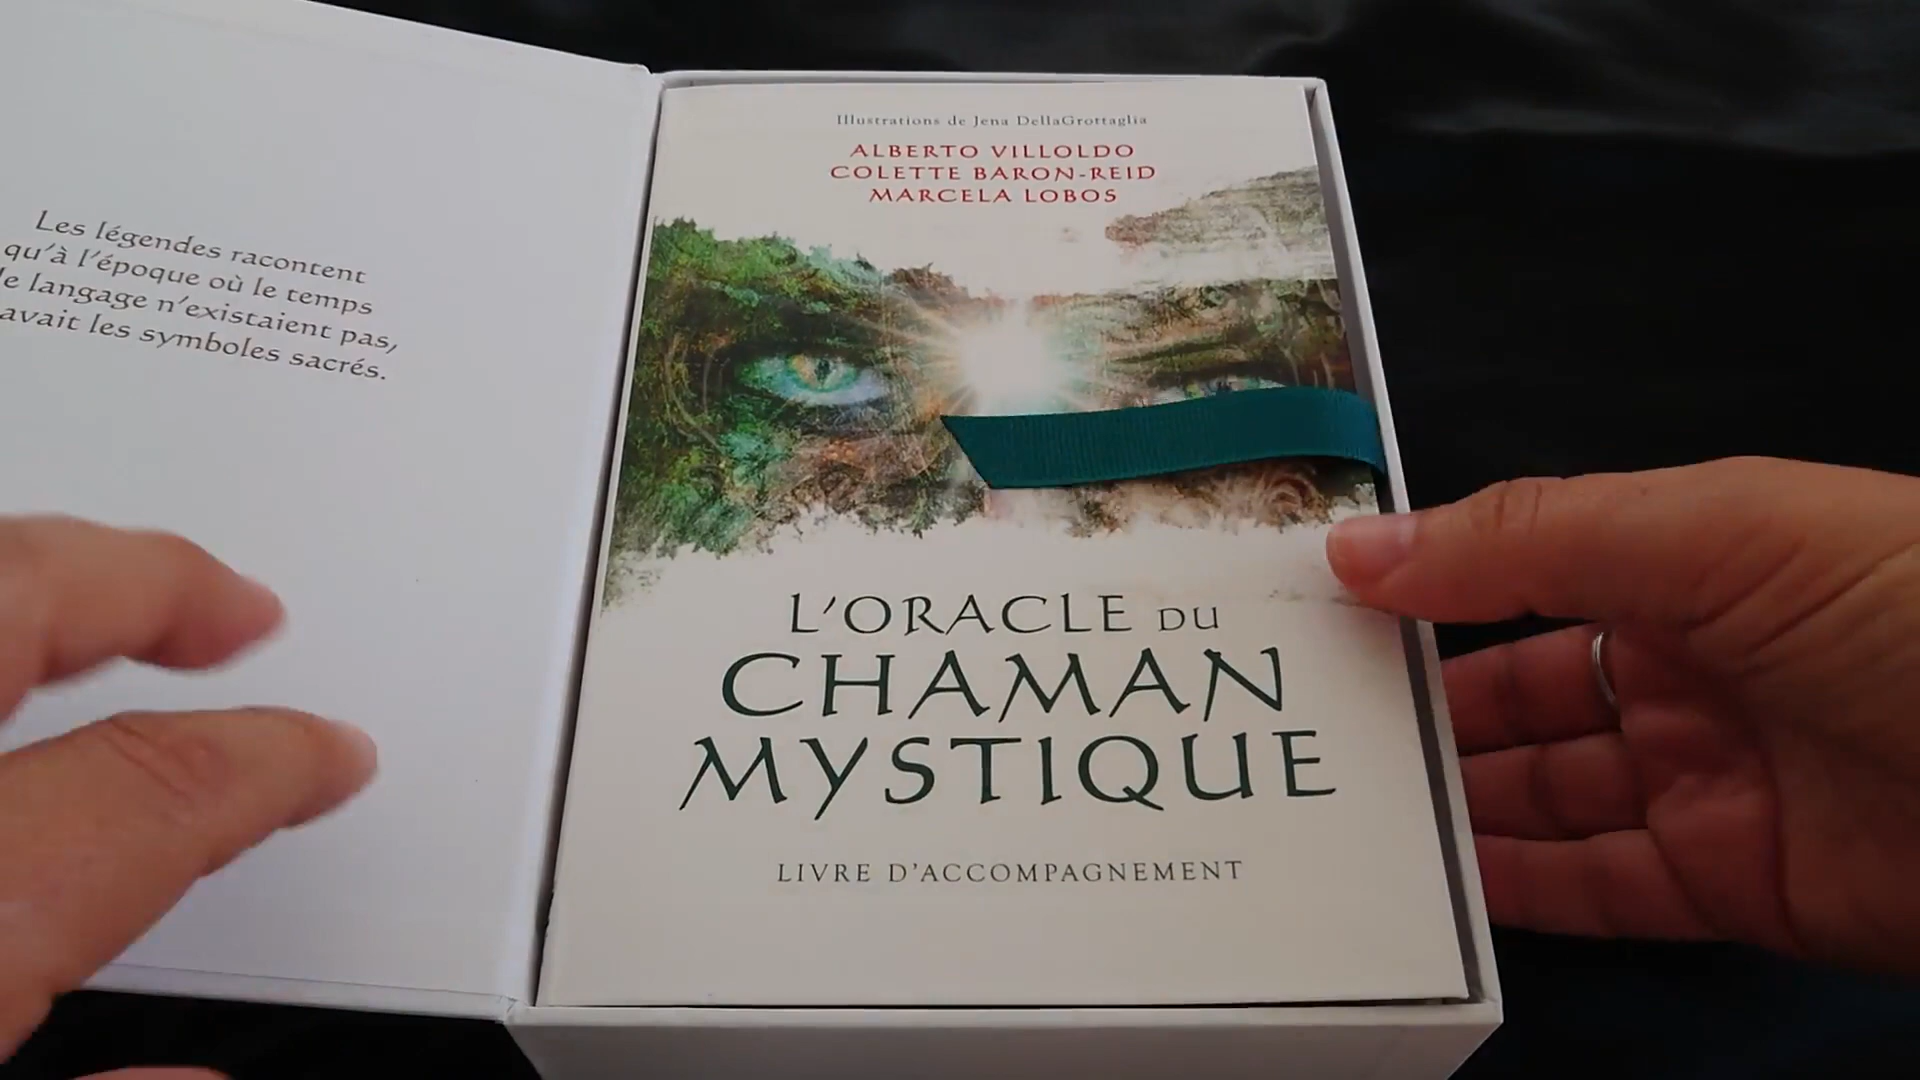 Les légendes racontent
qu'à l'époque où le temps
le langage n'existaient pas,
avait les symboles sacrés.
Illustrations de Jena DellaGrottaglia
ALBERTO VILLOLDO
COLETTE BARON-REID
MARCELA LOBOS
L'ORACLE DU
CHAMAN
MYSTIQUE
LIVRE D'ACCOMPAGNEMENT